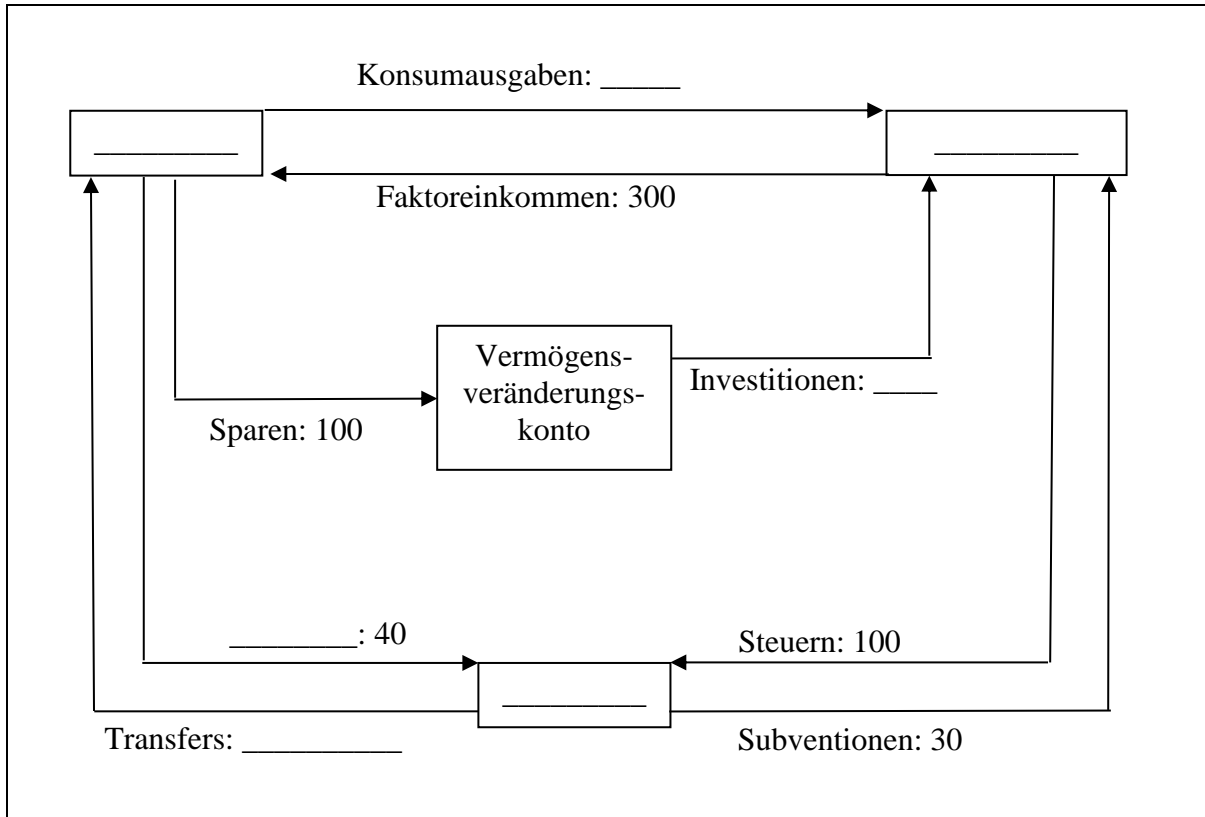 Konsumausgaben: _____
_________
_________
Faktoreinkommen: 300
Vermögens-
veränderungs-
konto
Investitionen: ____
Sparen: 100
________: 40
Steuern: 100
_________
Transfers: __________
Subventionen: 30